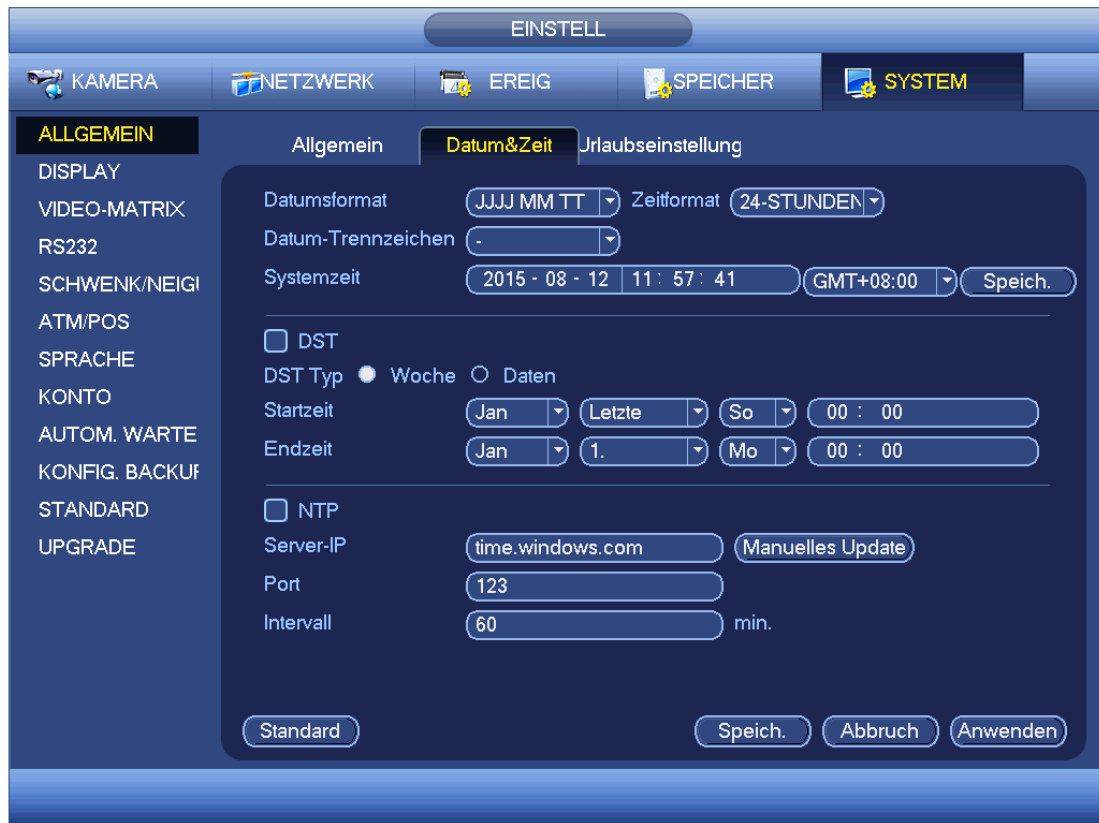 EINSTELL
KAMERA NETZWERK EREIG SPEICHER SYSTEM
ALLGEMEIN
DISPLAY
VIDEO-MATRIX
RS232
SCHWENK/NEIGU
ATM/POS
SPRACHE
KONTO
AUTOM. WARTE
KONFIG. BACKUP
STANDARD
UPGRADE
Allgemein Datum&Zeit Urlaubseinstellung
Datumsformat JJJJ MM TT Zeitformat 24-STUNDEN
Datum-Trennzeichen -
Systemzeit 2015 - 08 - 12 11 : 57 : 41 GMT+08:00 Speich.
DST
DST Typ Woche Daten
Startzeit Jan Letzte So 00 : 00
Endzeit Jan 1. Mo 00 : 00
NTP
Server-IP time.windows.com Manuelles Update
Port 123
Intervall 60 min.
Standard Speich. Abbruch Anwenden